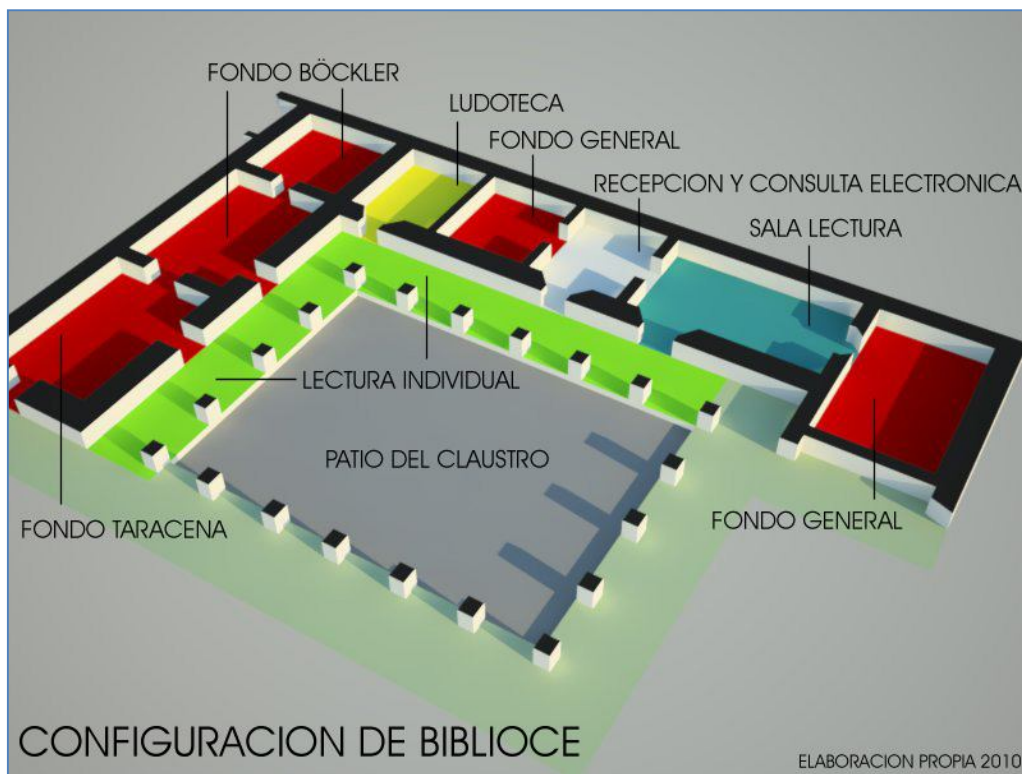 FONDO BÖCKLER
LUDOTECA
FONDO GENERAL
RECEPCION Y CONSULTA ELECTRONICA
SALA LECTURA
LECTURA INDIVIDUAL
PATIO DEL CLAUSTRO
FONDO TARACENA
FONDO GENERAL
CONFIGURACION DE BIBLIOCE
ELABORACION PROPIA 2010